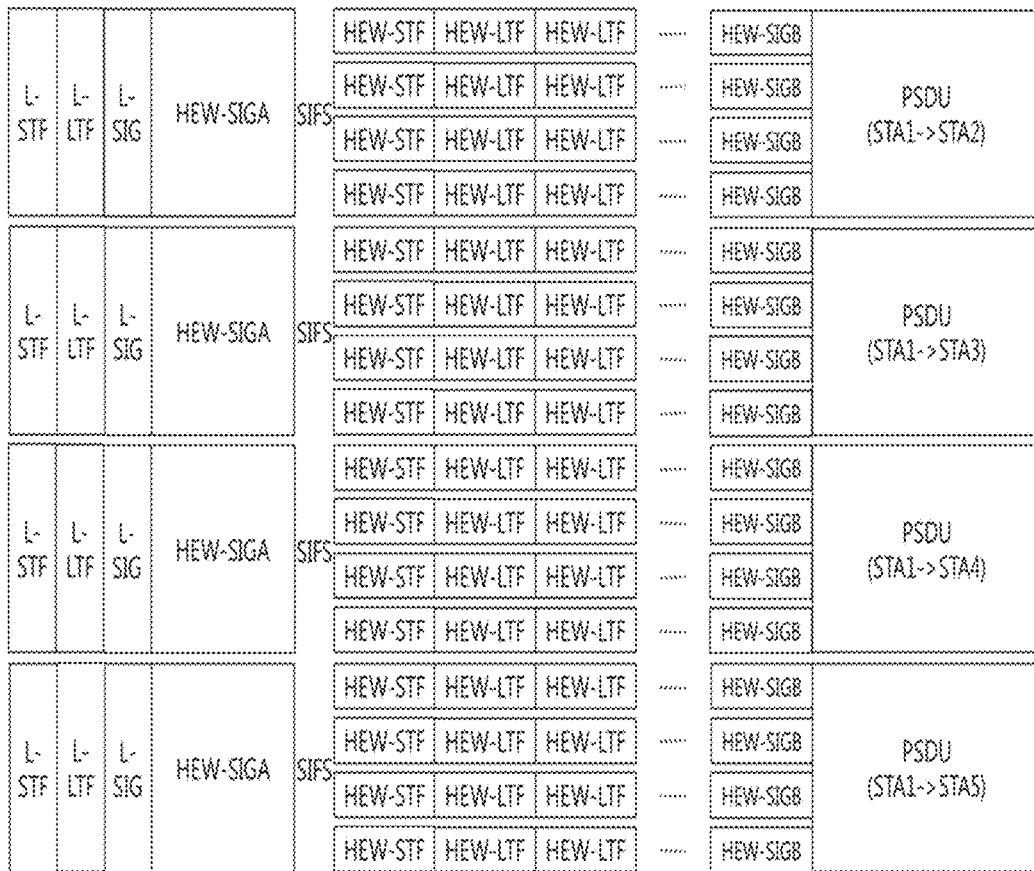 HEW-STF HEW-LTF HEW-LTF ..... HEW-SIGB
HEW-STF HEW-LTF HEW-LTF ..... HEW-SIGB
L-STF L-LTF L-SIG HEW-SIGA SIFS PSDU (STA1->STA2)
HEW-STF HEW-LTF HEW-LTF ..... HEW-SIGB
HEW-STF HEW-LTF HEW-LTF ..... HEW-SIGB
HEW-STF HEW-LTF HEW-LTF ..... HEW-SIGB
HEW-STF HEW-LTF HEW-LTF ..... HEW-SIGB
L-STF L-LTF L-SIG HEW-SIGA SIFS PSDU (STA1->STA3)
HEW-STF HEW-LTF HEW-LTF ..... HEW-SIGB
HEW-STF HEW-LTF HEW-LTF ..... HEW-SIGB
HEW-STF HEW-LTF HEW-LTF ..... HEW-SIGB
HEW-STF HEW-LTF HEW-LTF ..... HEW-SIGB
L-STF L-LTF L-SIG HEW-SIGA SIFS PSDU (STA1->STA4)
HEW-STF HEW-LTF HEW-LTF ..... HEW-SIGB
HEW-STF HEW-LTF HEW-LTF ..... HEW-SIGB
HEW-STF HEW-LTF HEW-LTF ..... HEW-SIGB
HEW-STF HEW-LTF HEW-LTF ..... HEW-SIGB
L-STF L-LTF L-SIG HEW-SIGA SIFS PSDU (STA1->STA5)
HEW-STF HEW-LTF HEW-LTF ..... HEW-SIGB
HEW-STF HEW-LTF HEW-LTF ..... HEW-SIGB